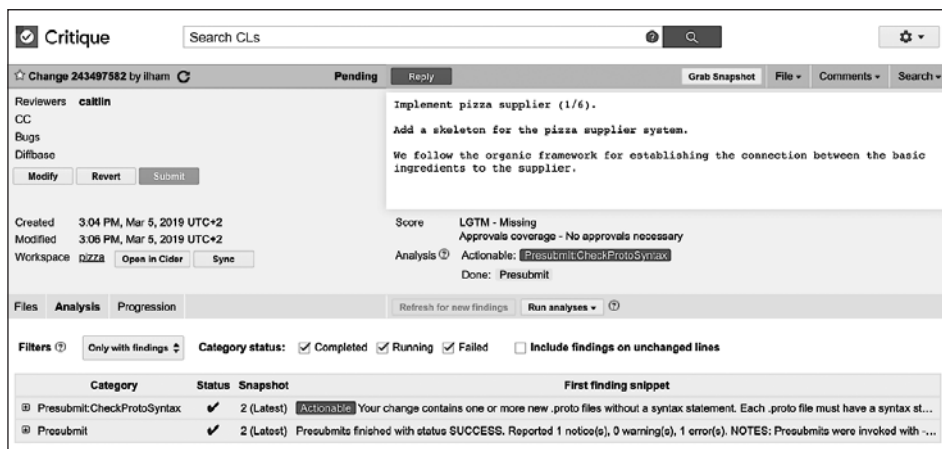 Critique Search CLs
Change 243497582 by ilham Pending Reply Grab Snapshot File Comments Search
Reviewers caitlin
CC
Bugs
Diffbase
Modify Revert Submit
Implement pizza supplier (1/6).
Add a skeleton for the pizza supplier system.
We follow the organic framework for establishing the connection between the basic
ingredients to the supplier.
Created 3:04 PM, Mar 5, 2019 UTC+2
Modified 3:06 PM, Mar 5, 2019 UTC+2
Workspace pizza Open in Cider Sync
Score LGTM - Missing
Approvals coverage - No approvals necessary
Analysis Actionable: Presubmit:CheckProtoSyntax
Done: Presubmit
Files Analysis Progression Refresh for new findings Run analyses
Filters Only with findings Category status: Completed Running Failed Include findings on unchanged lines
Category Status Snapshot First finding snippet
Presubmit:CheckProtoSyntax 2 (Latest) Actionable Your change contains one or more new .proto files without a syntax statement. Each .proto file must have a syntax st...
Presubmit 2 (Latest) Presubmits finished with status SUCCESS. Reported 1 notice(s), 0 warning(s), 1 error(s). NOTES: Presubmits were invoked with -...